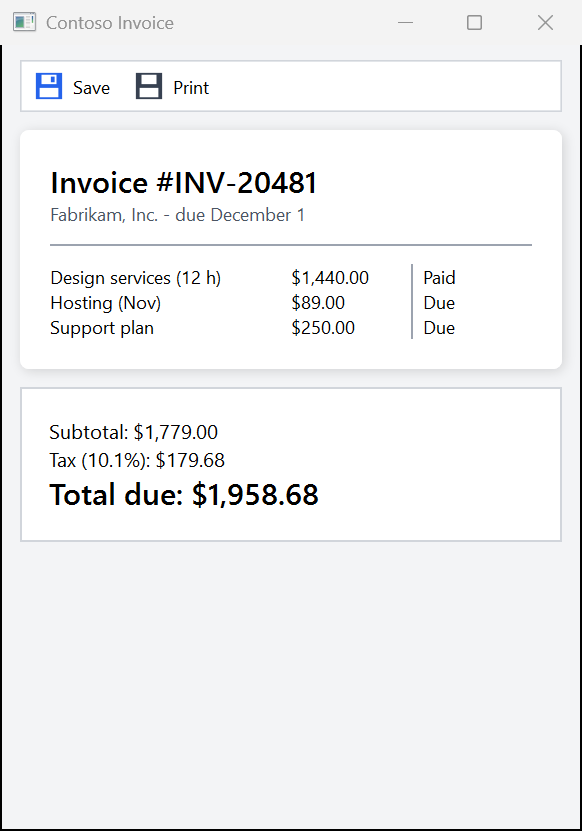 Contoso Invoice
Save Print
Invoice #INV-20481
Fabrikam, Inc. - due December 1
Design services (12 h) $1,440.00 Paid
Hosting (Nov) $89.00 Due
Support plan $250.00 Due
Subtotal: $1,779.00
Tax (10.1%): $179.68
Total due: $1,958.68